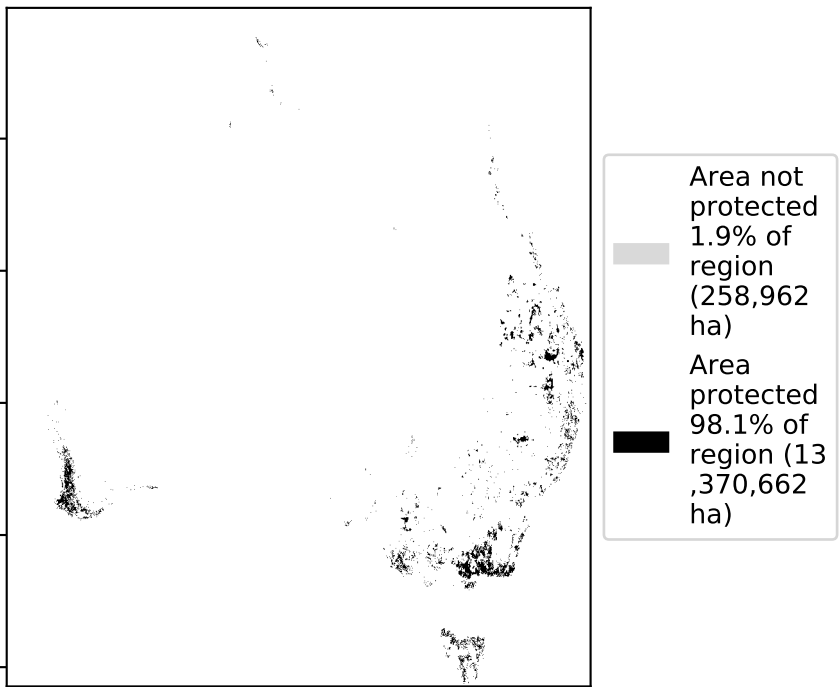 Area not
protected
1.9% of
region
(258,962
ha)
Area
protected
98.1% of
region (13
,370,662
ha)